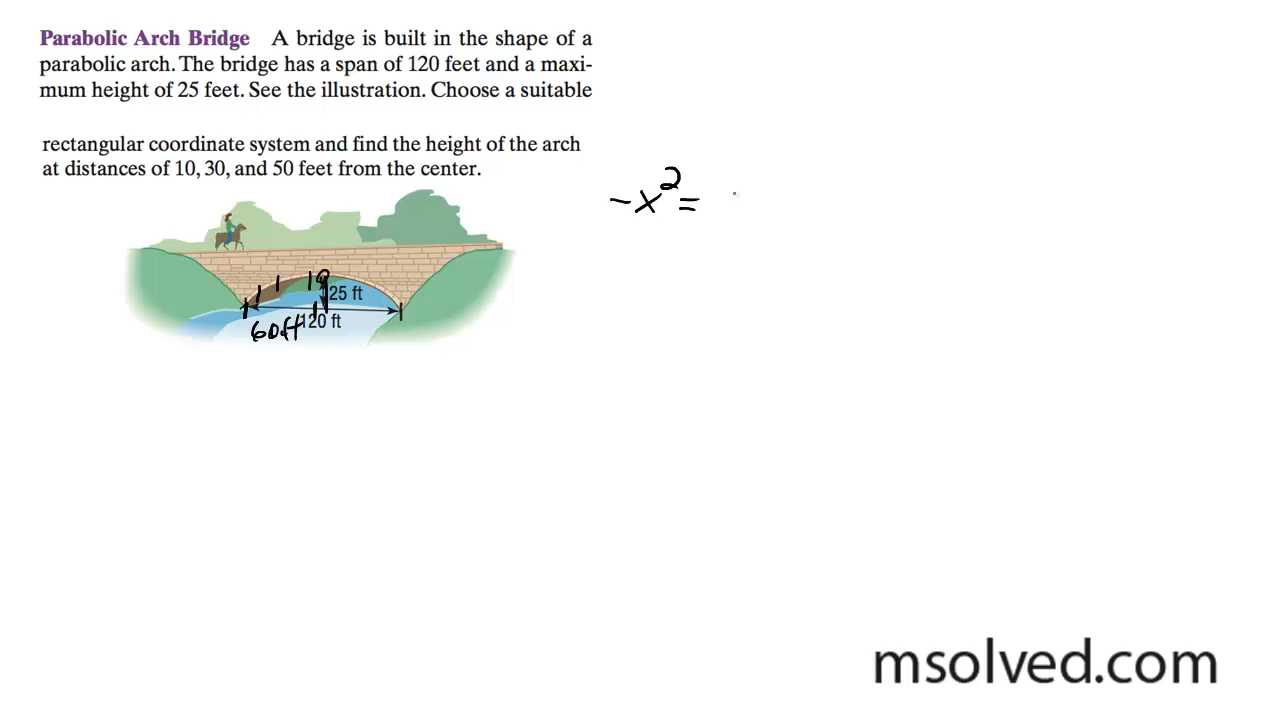 Parabolic Arch Bridge A bridge is built in the shape of a
parabolic arch. The bridge has a span of 120 feet and a maxi-
mum height of 25 feet. See the illustration. Choose a suitable
rectangular coordinate system and find the height of the arch
at distances of 10, 30, and 50 feet from the center.
-x² =
25 ft
60ft
120 ft
msolved.com